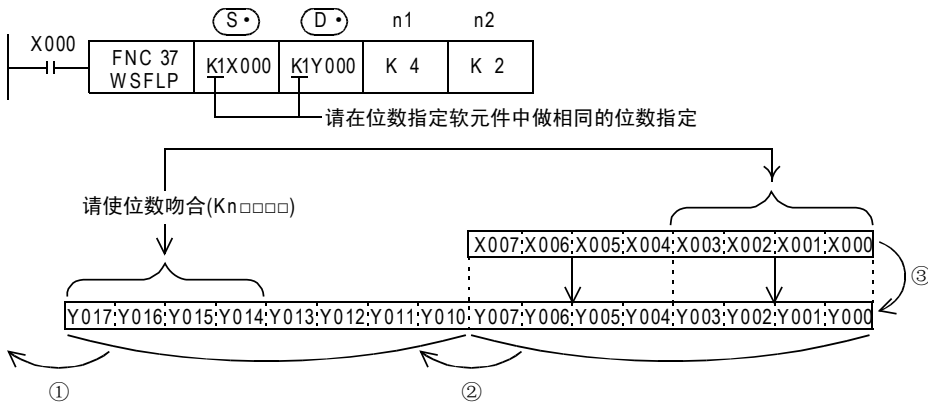 S· D· n1 n2
X000
FNC 37 K1X000 K1Y000 K 4 K 2
WSFLP
请在位数指定软元件中做相同的位数指定
请使位数吻合(Kn□□□□)
X007 X006 X005 X004 X003 X002 X001 X000
③
Y017 Y016 Y015 Y014 Y013 Y012 Y011 Y010 Y007 Y006 Y005 Y004 Y003 Y002 Y001 Y000
① ②